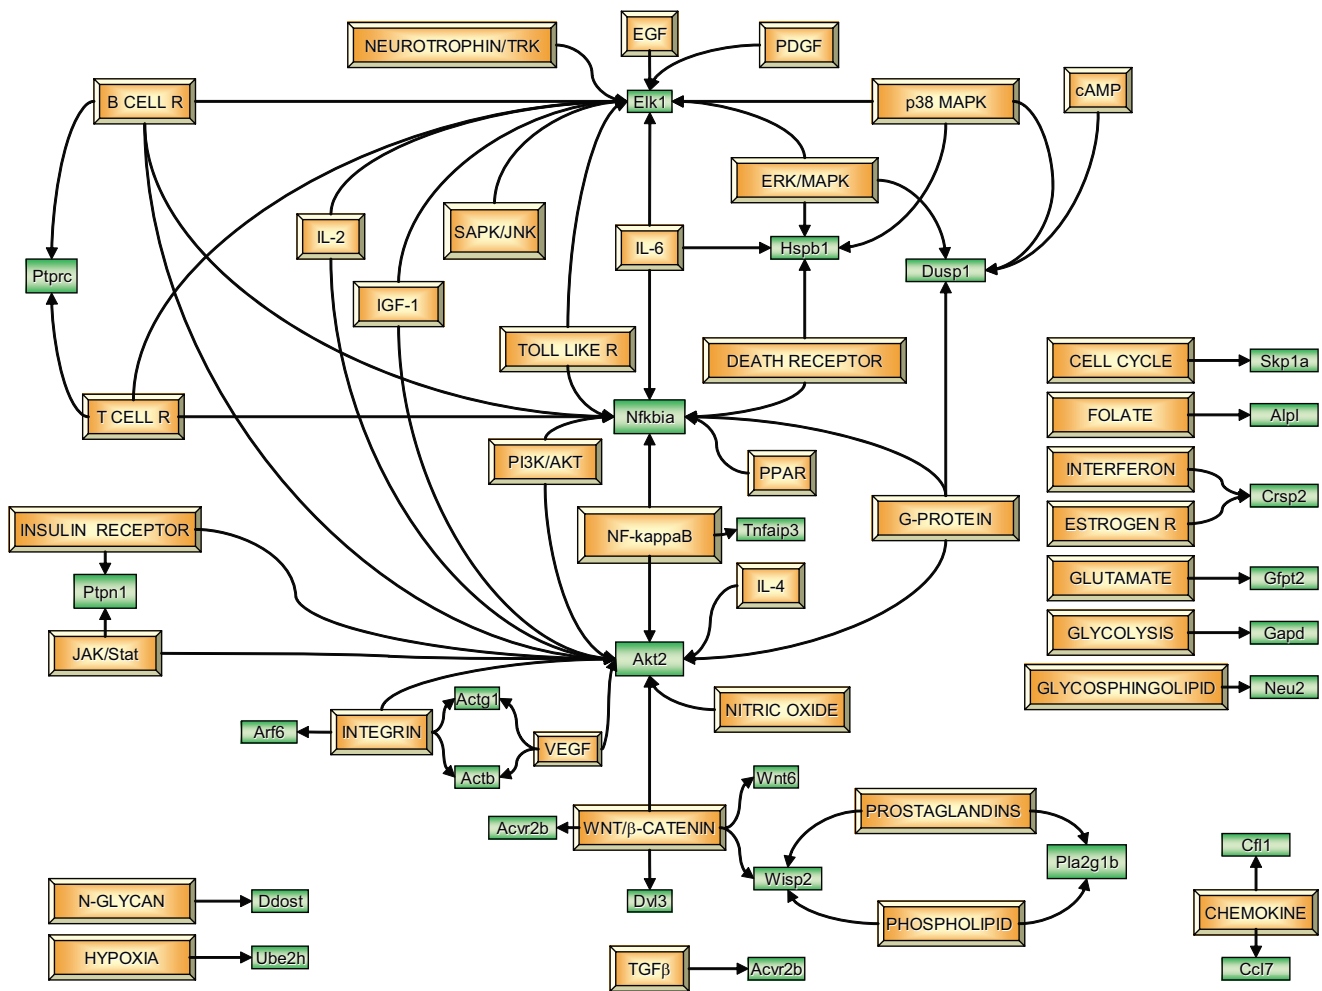 EGF
NEUROTROPHIN/TRK
PDGF
B CELL R
Elk1
p38 MAPK
cAMP
ERK/MAPK
IL-2
SAPK/JNK
IL-6
Hspb1
Ptprc
Dusp1
IGF-1
TOLL LIKE R
DEATH RECEPTOR
CELL CYCLE
Skp1a
T CELL R
Nfkbia
FOLATE
Alpl
PI3K/AKT
PPAR
INTERFERON
Crsp2
INSULIN RECEPTOR
NF-kappaB
Tnfaip3
G-PROTEIN
ESTROGEN R
Ptpn1
IL-4
GLUTAMATE
Gfpt2
JAK/Stat
Akt2
GLYCOLYSIS
Gapd
GLYCOSPHINGOLIPID
Neu2
Actg1
NITRIC OXIDE
Arf6
INTEGRIN
VEGF
Actb
Wnt6
Acvr2b
WNT/β-CATENIN
PROSTAGLANDINS
Cfl1
Pla2g1b
Wisp2
N-GLYCAN
Ddost
Dvl3
PHOSPHOLIPID
CHEMOKINE
HYPOXIA
Ube2h
TGFβ
Acvr2b
Ccl7